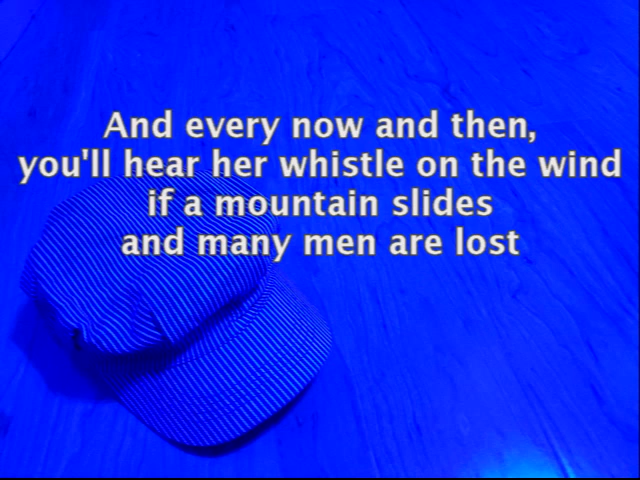 And every now and then,
you'll hear her whistle on the wind
if a mountain slides
and many men are lost